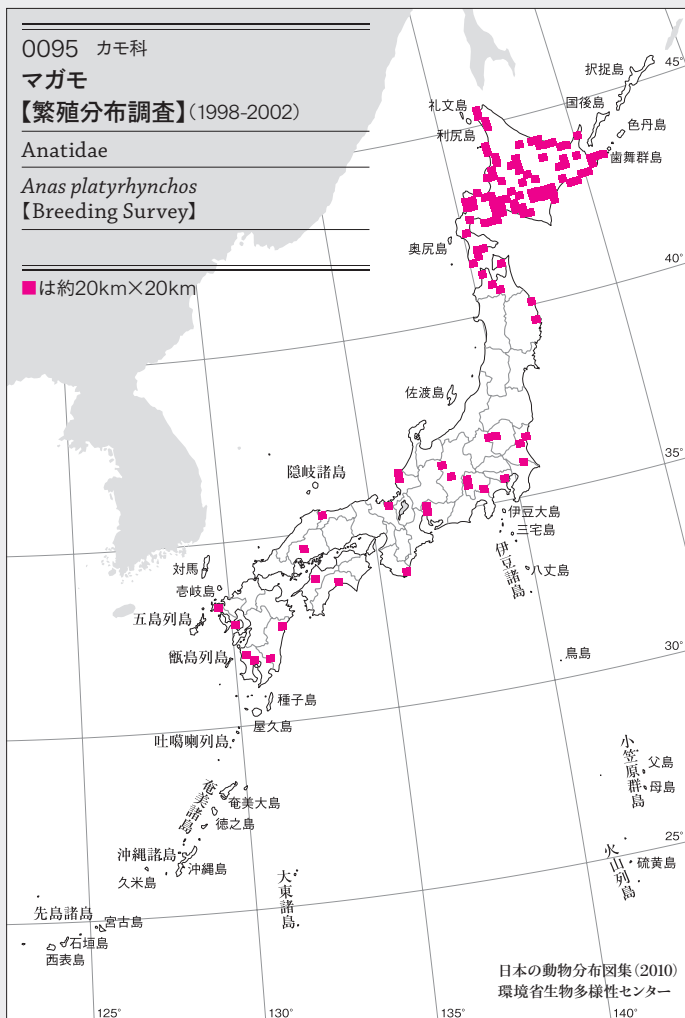 0095 カモ科
マガモ
【繁殖分布調査】(1998-2002)
Anatidae
Anas platyrhynchos
【Breeding Survey】
■は約20km×20km
択捉島
45°
礼文島
国後島
色丹島
利尻島
歯舞群島
奥尻島
40°
佐渡島
35°
隠岐諸島
伊豆大島
三宅島
対馬
八丈島
伊豆諸島
壱岐島
五島列島
甑島列島
鳥島
30°
種子島
屋久島
吐噶喇列島
小笠原群島
父島
母島
奄美諸島
奄美大島
徳之島
25°
沖縄諸島
沖縄島
久米島
大東諸島
火山列島
硫黄島
先島諸島
宮古島
石垣島
西表島
日本の動物分布図集(2010)
環境省生物多様性センター
125°
130°
135°
140°